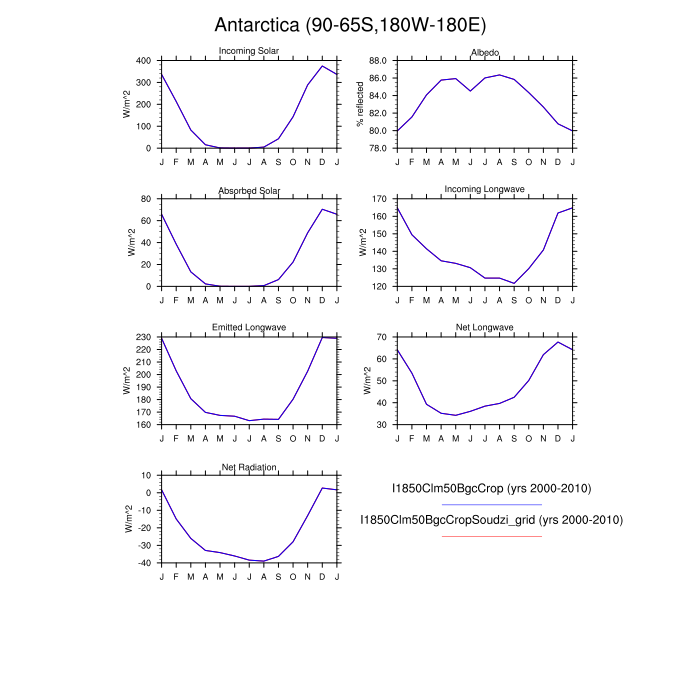 Antarctica (90-65S,180W-180E)
Incoming Solar
400
300
200
100
0
W/m^2
J F M A M J J A S O N D J
Albedo
88.0
86.0
84.0
82.0
80.0
78.0
% reflected
J F M A M J J A S O N D J
Absorbed Solar
80
60
40
20
0
W/m^2
J F M A M J J A S O N D J
Incoming Longwave
170
160
150
140
130
120
W/m^2
J F M A M J J A S O N D J
Emitted Longwave
230
220
210
200
190
180
170
160
W/m^2
J F M A M J J A S O N D J
Net Longwave
70
60
50
40
30
W/m^2
J F M A M J J A S O N D J
Net Radiation
10
0
-10
-20
-30
-40
W/m^2
J F M A M J J A S O N D J
I1850Clm50BgcCrop (yrs 2000-2010)
I1850Clm50BgcCropSoudzi_grid (yrs 2000-2010)